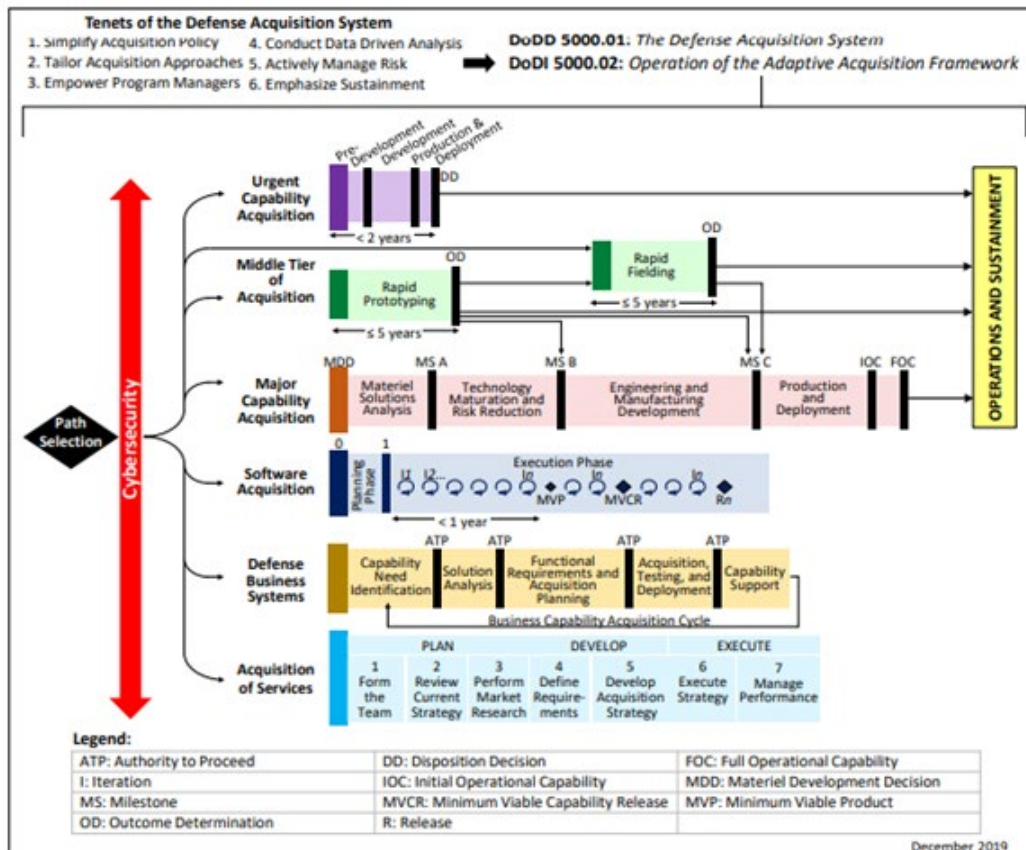 Tenets of the Defense Acquisition System
1. Simplify Acquisition Policy
2. Tailor Acquisition Approaches
3. Empower Program Managers
4. Conduct Data Driven Analysis
5. Actively Manage Risk
6. Emphasize Sustainment
DoDD 5000.01: The Defense Acquisition System
DoDI 5000.02: Operation of the Adaptive Acquisition Framework
Path
Selection
Cybersecurity
OPERATIONS AND SUSTAINMENT
Urgent
Capability
Acquisition
Pre-
Development
Development
Production &
Deployment
DD
< 2 years
Middle Tier
of
Acquisition
Rapid
Prototyping
OD
≤ 5 years
Rapid
Fielding
OD
≤ 5 years
Major
Capability
Acquisition
MDD
MS A
MS B
MS C
IOC
FOC
Materiel
Solutions
Analysis
Technology
Maturation and
Risk Reduction
Engineering and
Manufacturing
Development
Production
and
Deployment
Software
Acquisition
0
1
Planning
Phase
Execution Phase
I1
I2...
In
In
In
MVP
MVCR
Rn
< 1 year
Defense
Business
Systems
ATP
ATP
ATP
ATP
Capability
Need
Identification
Solution
Analysis
Functional
Requirements and
Acquisition
Planning
Acquisition,
Testing, and
Deployment
Capability
Support
Business Capability Acquisition Cycle
Acquisition
of Services
PLAN
DEVELOP
EXECUTE
1
Form
the
Team
2
Review
Current
Strategy
3
Perform
Market
Research
4
Define
Require-
ments
5
Develop
Acquisition
Strategy
6
Execute
Strategy
7
Manage
Performance
Legend:
ATP: Authority to Proceed
DD: Disposition Decision
FOC: Full Operational Capability
I: Iteration
IOC: Initial Operational Capability
MDD: Materiel Development Decision
MS: Milestone
MVCR: Minimum Viable Capability Release
MVP: Minimum Viable Product
OD: Outcome Determination
R: Release
December 2019